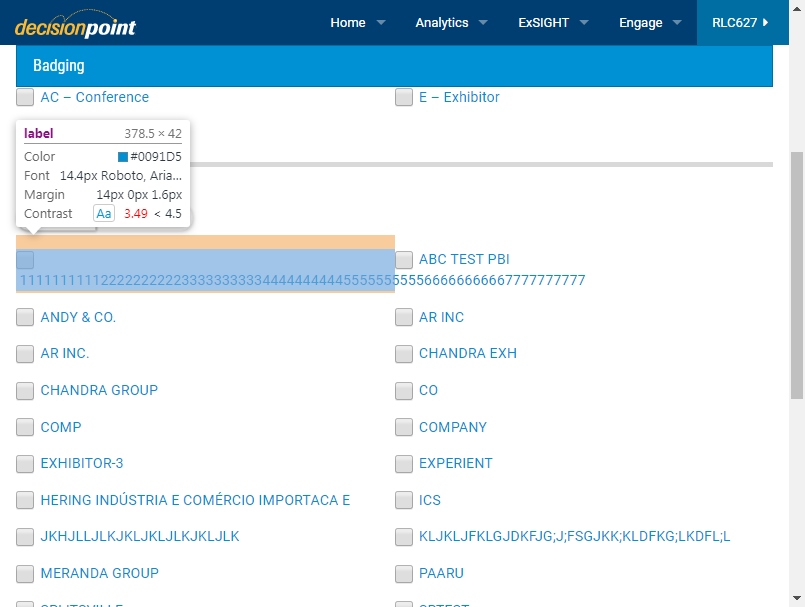 decisionpoint
Home Analytics ExSIGHT Engage RLC627
Badging
AC – Conference E – Exhibitor
label 378.5 × 42
Color #0091D5
Font 14.4px Roboto, Aria...
Margin 14px 0px 1.6px
Contrast Aa 3.49 < 4.5
ABC TEST PBI
1111111111222222222233333333334444444444555555555566666666667777777777
ANDY & CO. AR INC
AR INC. CHANDRA EXH
CHANDRA GROUP CO
COMP COMPANY
EXHIBITOR-3 EXPERIENT
HERING INDÚSTRIA E COMÉRCIO IMPORTACA E ICS
JKHJLLJLKJKLJKLJLKJKLJLK KLJKLJFKLGJDKFJG;J;FSGJKK;KLDFKG;LKDFL;L
MERANDA GROUP PAARU